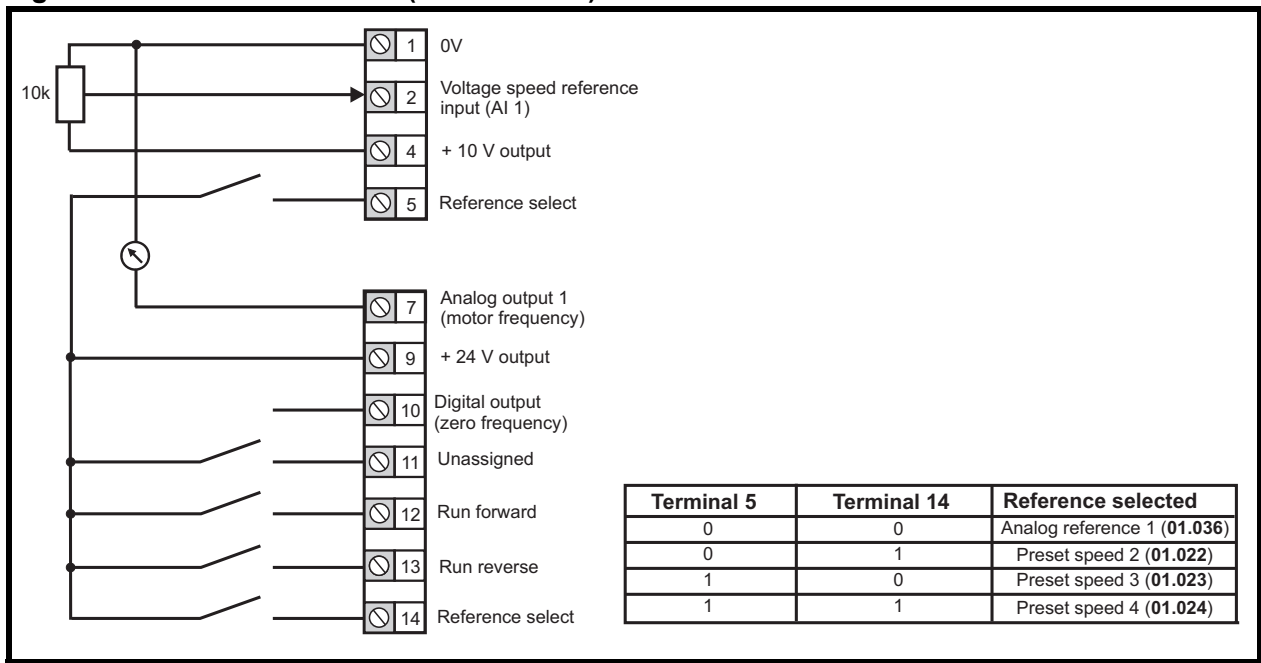 1 0V
10k
2 Voltage speed reference
input (AI 1)
4 + 10 V output
5 Reference select
7 Analog output 1
(motor frequency)
9 + 24 V output
10 Digital output
(zero frequency)
11 Unassigned
12 Run forward
13 Run reverse
14 Reference select
Terminal 5 Terminal 14 Reference selected
0 0 Analog reference 1 (01.036)
0 1 Preset speed 2 (01.022)
1 0 Preset speed 3 (01.023)
1 1 Preset speed 4 (01.024)